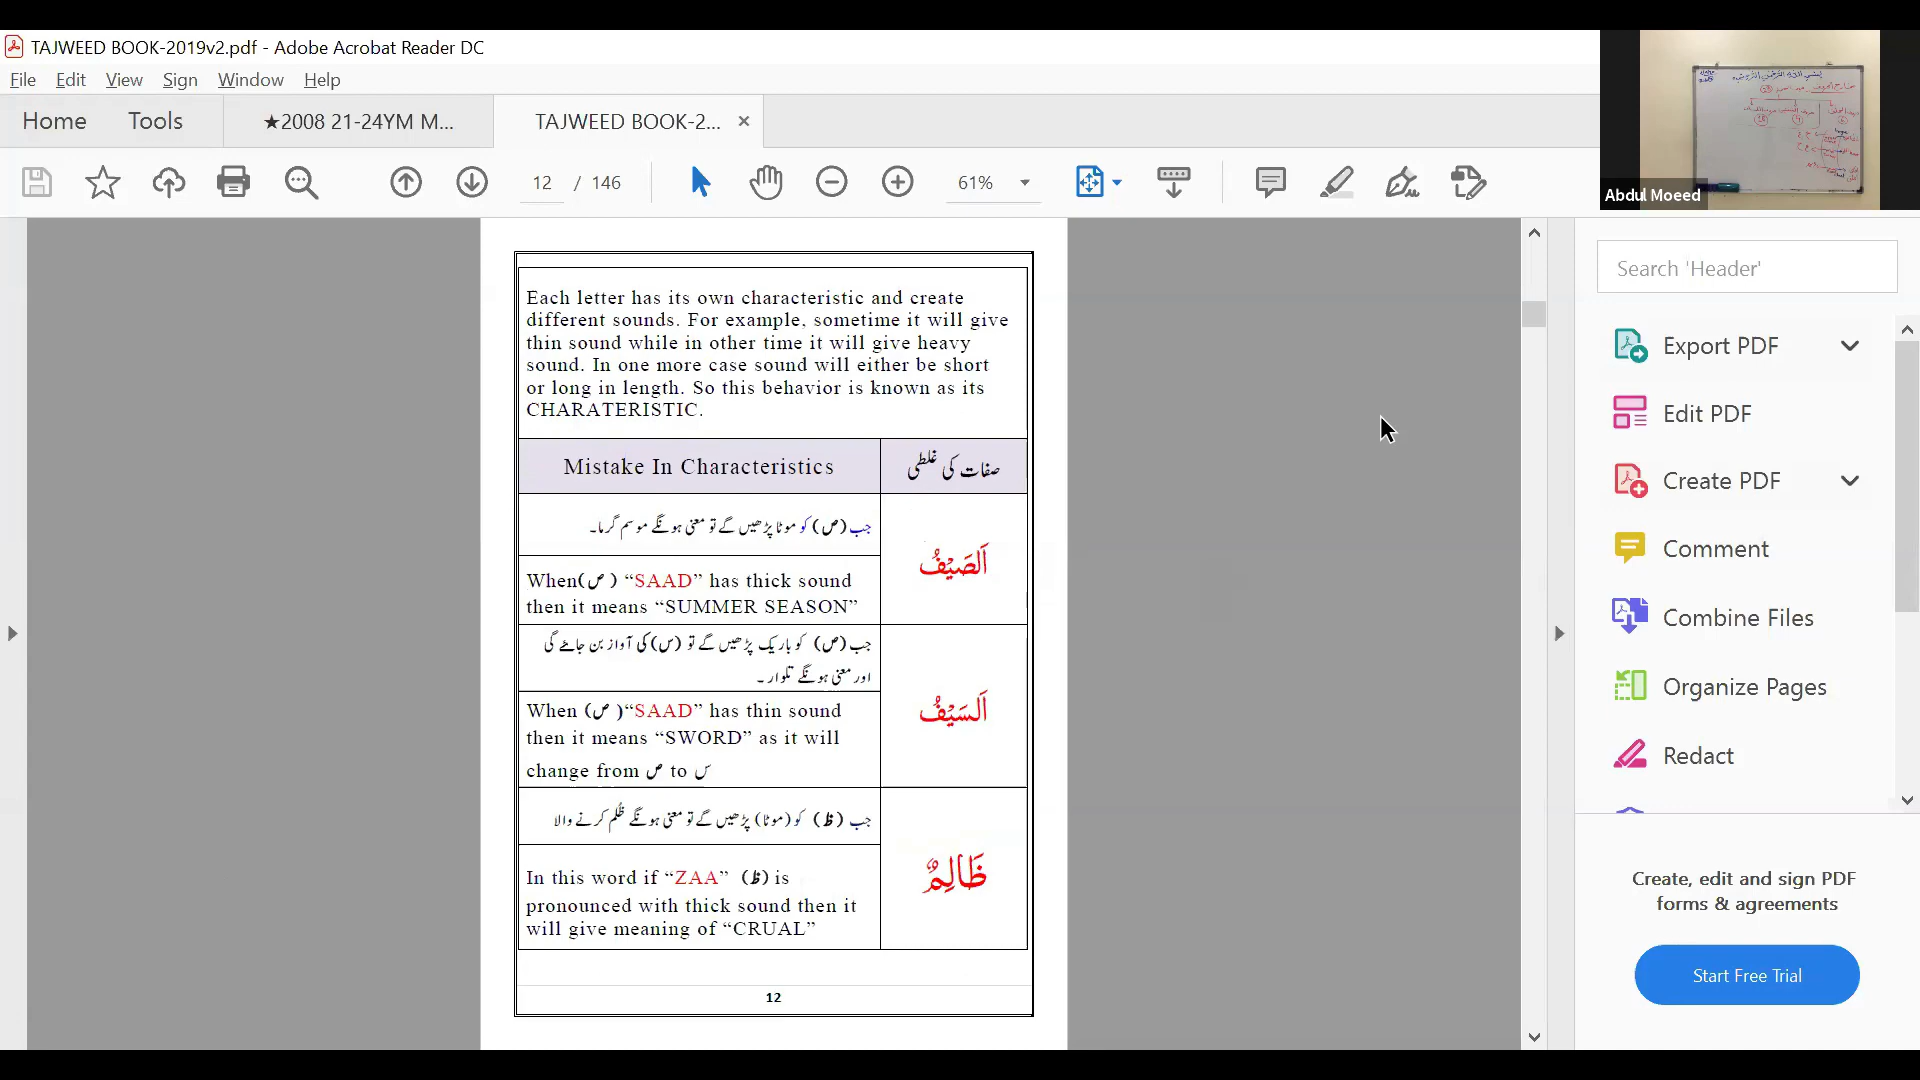 TAJWEED BOOK-2019v2.pdf - Adobe Acrobat Reader DC
File Edit View Sign Window Help
Home Tools ★2008 21-24YM M... TAJWEED BOOK-2... ×
12 / 146 61%
Abdul Moeed
Each letter has its own characteristic and create
different sounds. For example, sometime it will give
thin sound while in other time it will give heavy
sound. In one more case sound will either be short
or long in length. So this behavior is known as its
CHARATERISTIC.
Mistake In Characteristics صفات کی غلطی
جب (ص) کو موٹا پڑھیں گے تو معنی ہونگے موسم گرما۔
اَلصَیْفُ
When(ص ) “SAAD” has thick sound
then it means “SUMMER SEASON”
جب (ص) کو باریک پڑھیں گے تو (س) کی آواز بن جائے گی
اور معنی ہونگے تلوار ۔
اَلسَیْفُ
When (ص )“SAAD” has thin sound
then it means “SWORD” as it will
change from ص to س
جب (ظ) کو (موٹا) پڑھیں گے تو معنی ہونگے ظُلم کرنے والا
ظَالِمٌ
In this word if “ZAA” (ظ) is
pronounced with thick sound then it
will give meaning of “CRUAL”
12
Search 'Header'
Export PDF
Edit PDF
Create PDF
Comment
Combine Files
Organize Pages
Redact
Create, edit and sign PDF
forms & agreements
Start Free Trial